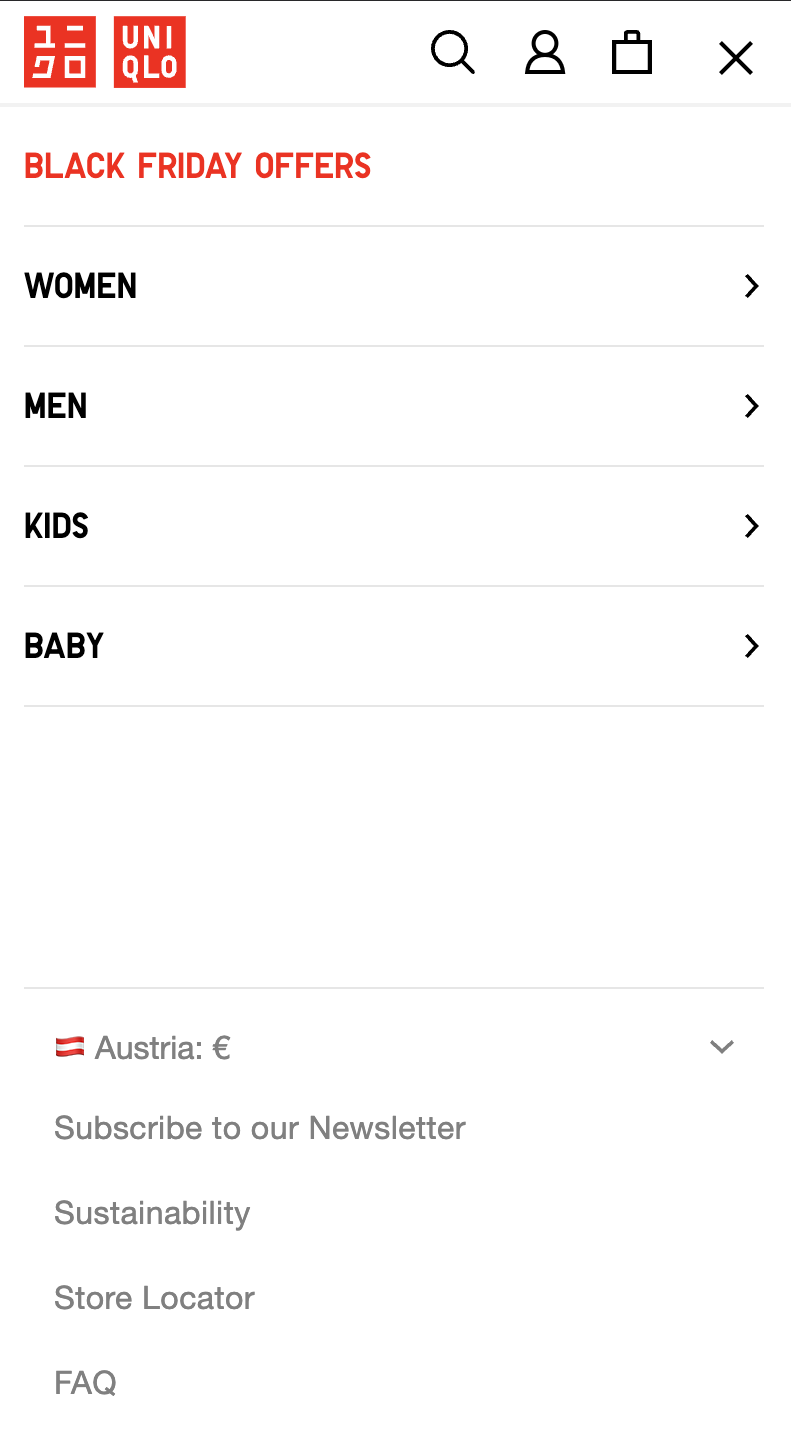 ユニ UNI
クロ QLO
BLACK FRIDAY OFFERS
WOMEN
MEN
KIDS
BABY
Austria: €
Subscribe to our Newsletter
Sustainability
Store Locator
FAQ